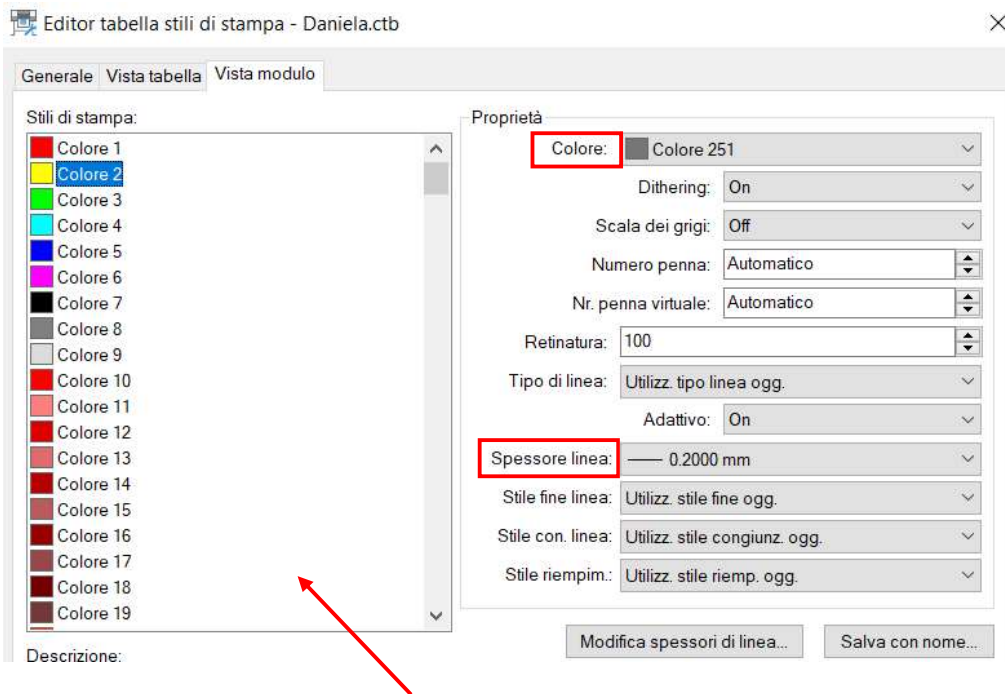 Editor tabella stili di stampa - Daniela.ctb
Generale Vista tabella Vista modulo
Stili di stampa:
Colore 1
Colore 2
Colore 3
Colore 4
Colore 5
Colore 6
Colore 7
Colore 8
Colore 9
Colore 10
Colore 11
Colore 12
Colore 13
Colore 14
Colore 15
Colore 16
Colore 17
Colore 18
Colore 19
Descrizione:
Proprietà
Colore: Colore 251
Dithering: On
Scala dei grigi: Off
Numero penna: Automatico
Nr. penna virtuale: Automatico
Retinatura: 100
Tipo di linea: Utilizz. tipo linea ogg.
Adattivo: On
Spessore linea: 0.2000 mm
Stile fine linea: Utilizz. stile fine ogg.
Stile con. linea: Utilizz. stile congiunz. ogg.
Stile riempim.: Utilizz. stile riemp. ogg.
Modifica spessori di linea... Salva con nome...